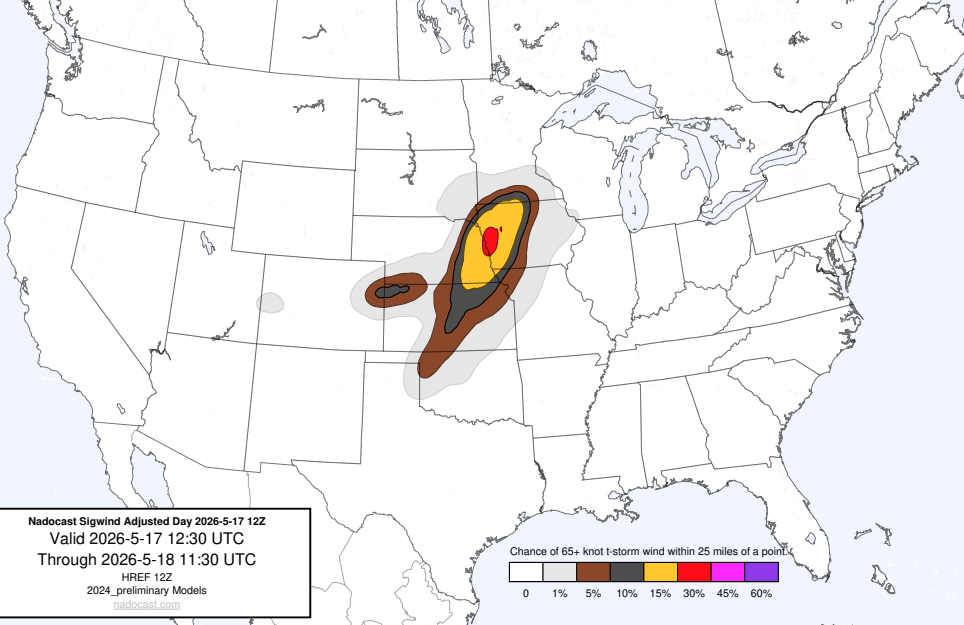 Nadocast Sigwind Adjusted Day 2026-5-17 12Z
Valid 2026-5-17 12:30 UTC
Through 2026-5-18 11:30 UTC
HREF 12Z
2024_preliminary Models
nadocast.com
Chance of 65+ knot t-storm wind within 25 miles of a point.
0 1% 5% 10% 15% 30% 45% 60%